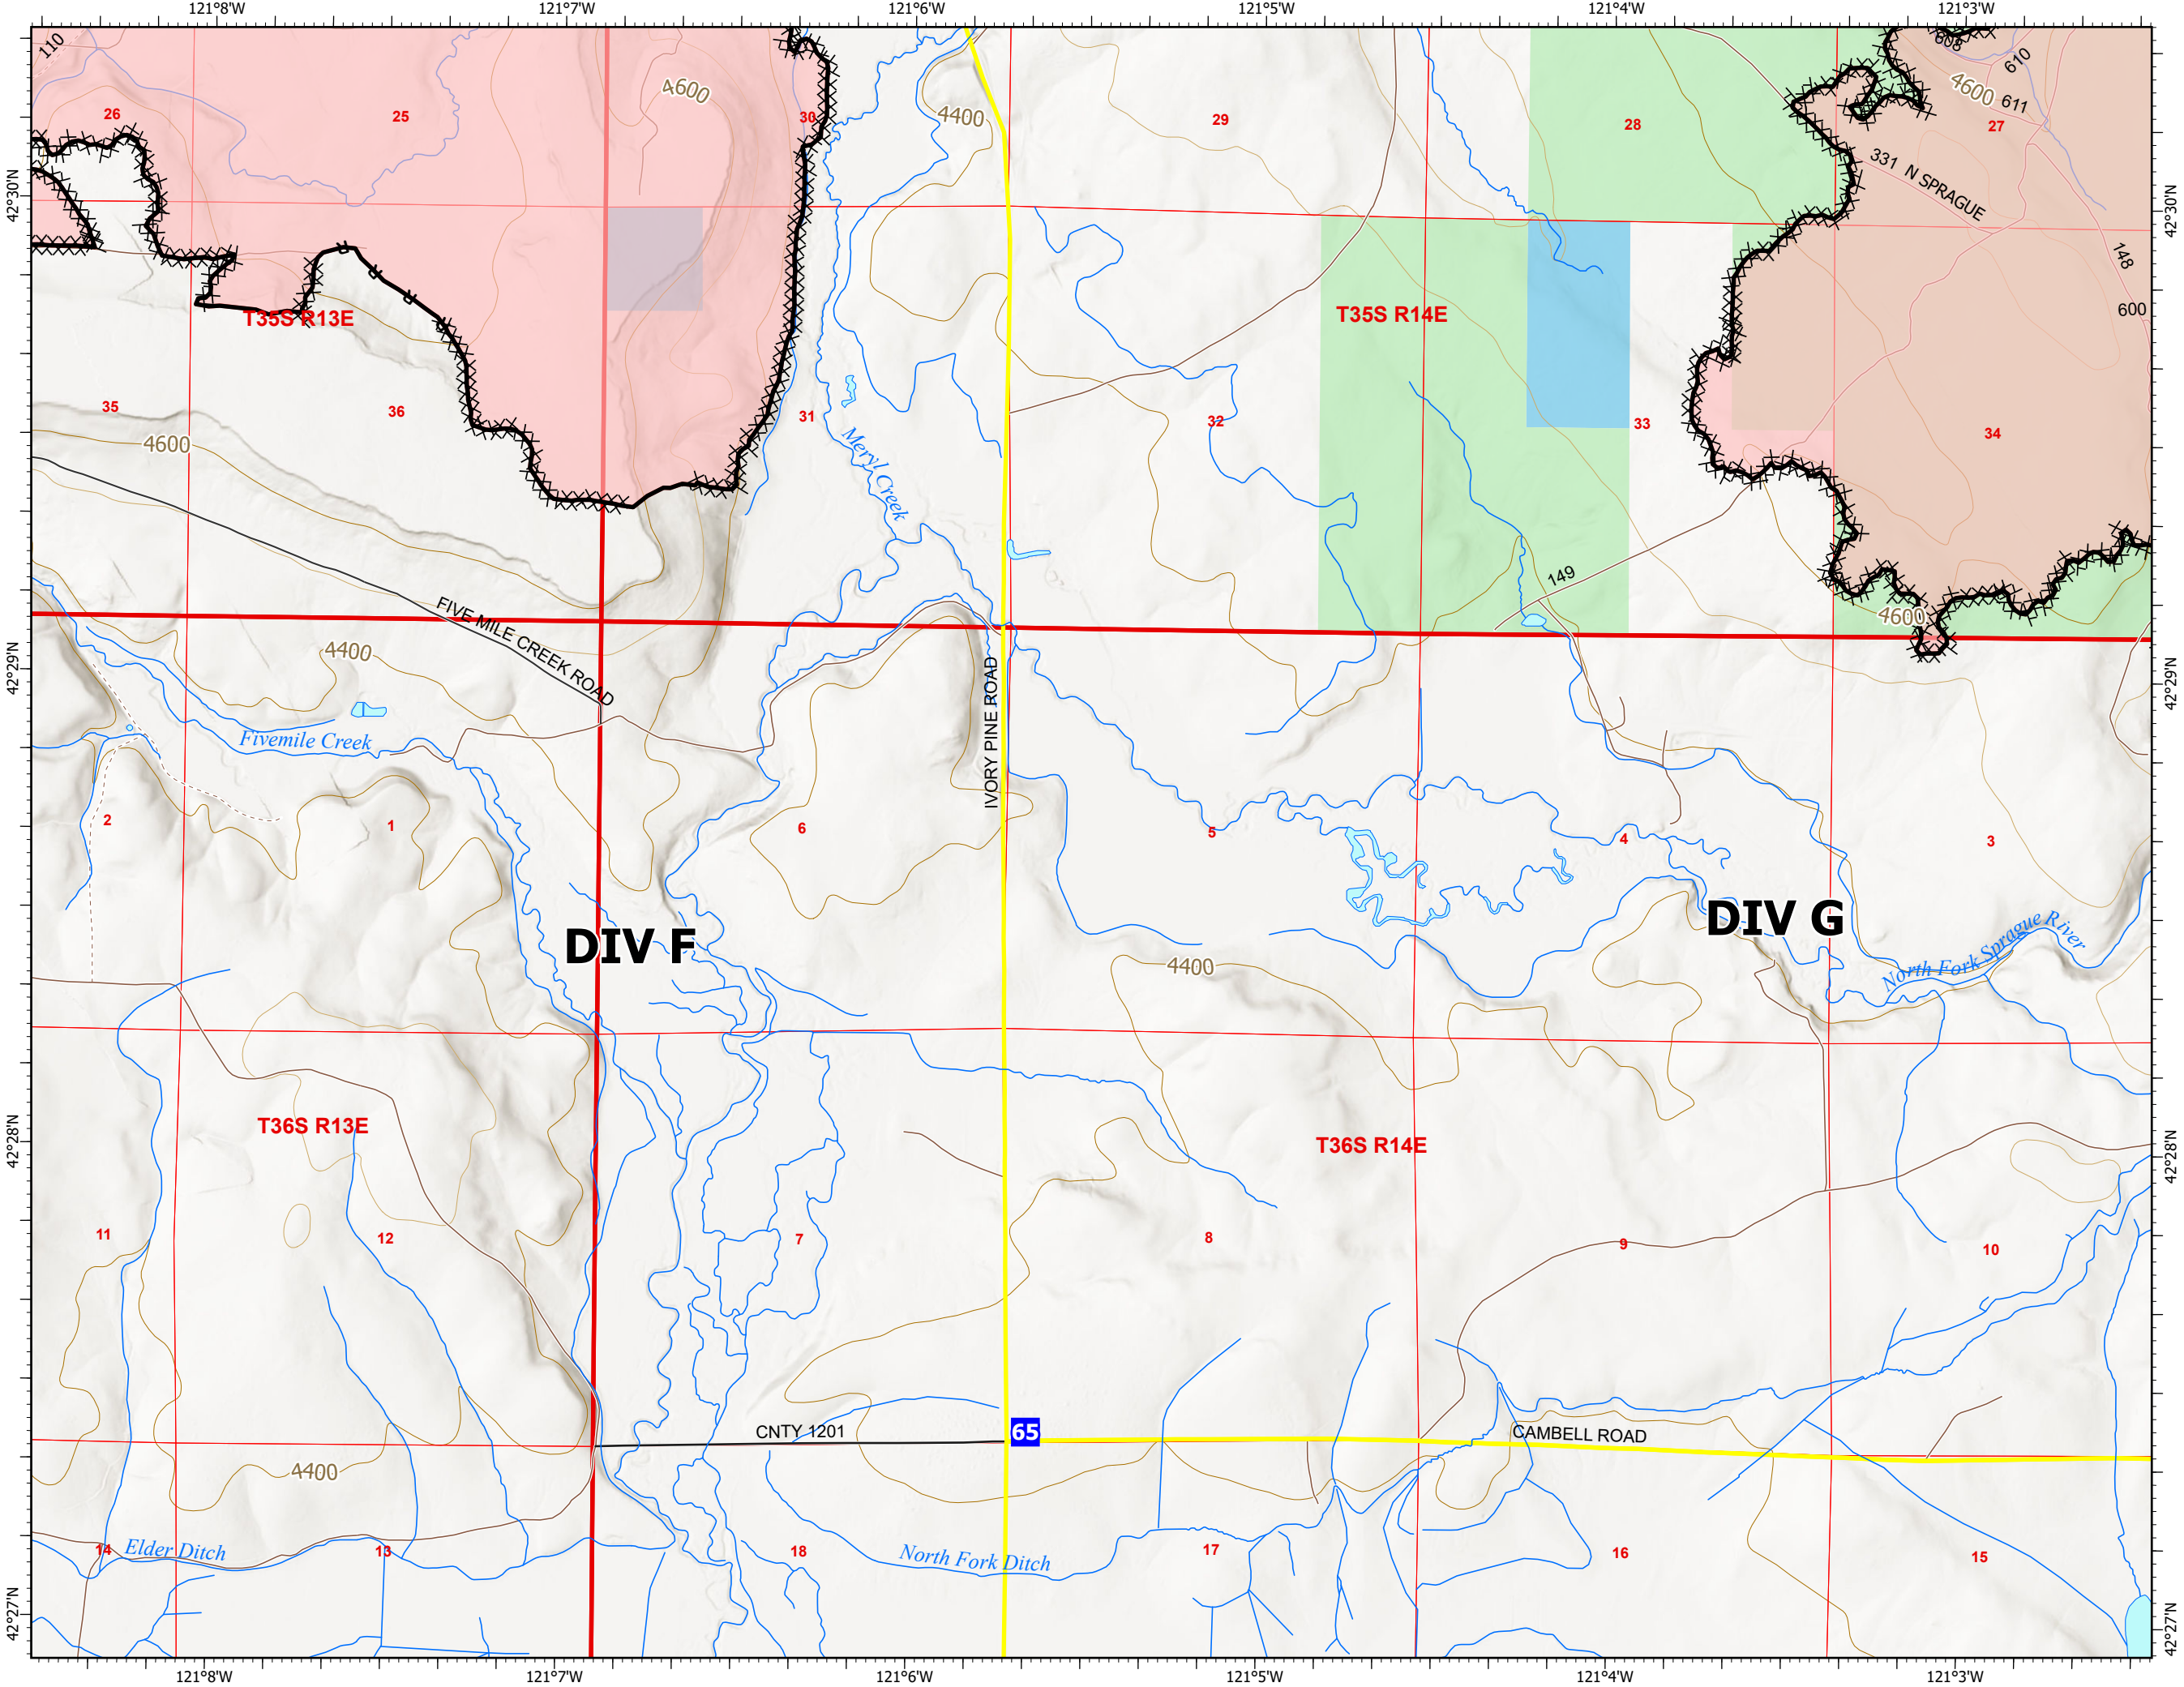 121°8'W 121°7'W 121°6'W 121°5'W 121°4'W 121°3'W
110
608
610
4600
4600
611
4400
26
25
30
29
28
27
331 N SPRAGUE
42°30'N
42°30'N
148
600
T35S R13E
T35S R14E
35
36
31
32
33
34
4600
Meryl Creek
149
4600
FIVE MILE CREEK ROAD
4400
IVORY PINE ROAD
42°29'N
42°29'N
Fivemile Creek
2
1
6
5
4
3
DIV F
DIV G
North Fork Sprague River
4400
T36S R13E
T36S R14E
42°28'N
42°28'N
11
12
7
8
9
10
CNTY 1201
65
CAMBELL ROAD
4400
14
Elder Ditch
13
18
North Fork Ditch
17
16
15
42°27'N
42°27'N
121°8'W 121°7'W 121°6'W 121°5'W 121°4'W 121°3'W